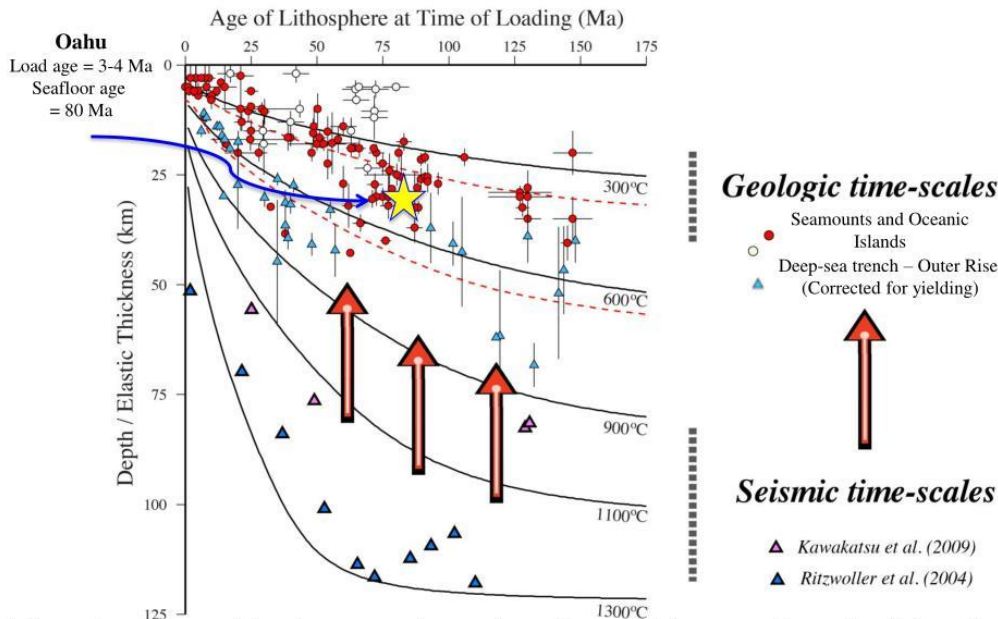 Age of Lithosphere at Time of Loading (Ma)
0 25 50 75 100 125 150 175
Oahu
Load age = 3-4 Ma
Seafloor age
= 80 Ma
Depth / Elastic Thickness (km)
0
25
50
75
100
125
300°C
600°C
900°C
1100°C
1300°C
Geologic time-scales
Seamounts and Oceanic
Islands
Deep-sea trench – Outer Rise
(Corrected for yielding)
Seismic time-scales
Kawakatsu et al. (2009)
Ritzwoller et al. (2004)